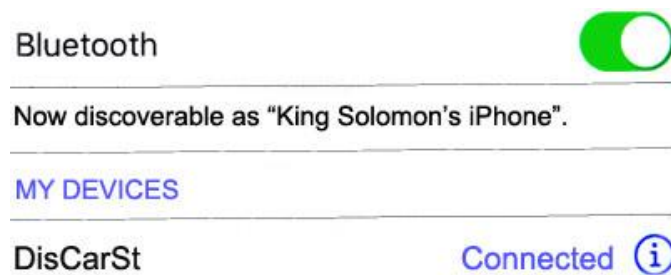 Bluetooth
Now discoverable as “King Solomon’s iPhone”.
MY DEVICES
DisCarSt Connected i